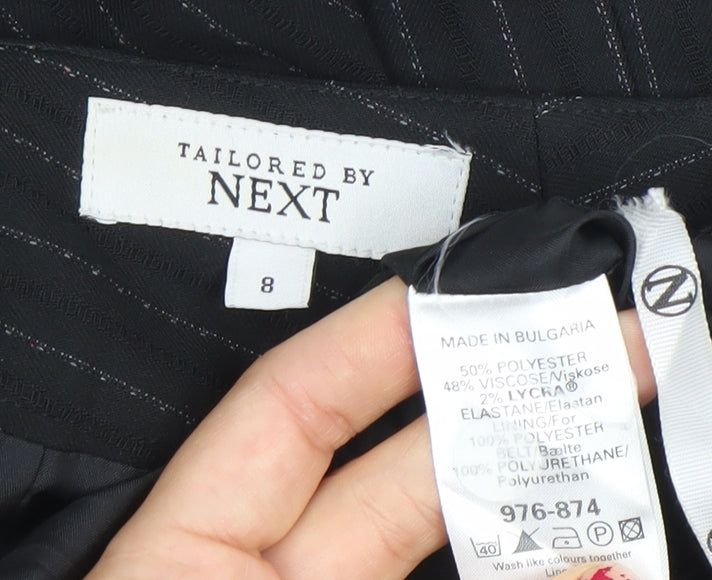 TAILORED BY
NEXT
8
N
MADE IN BULGARIA
50% POLYESTER
48% VISCOSE/Viskose
2% LYCRA®
ELASTANE/Elastan
LINING/For
100% POLYESTER
BELT/Bælte
100% POLYURETHANE/
Polyurethan
976-874
40 P
Wash like colours together